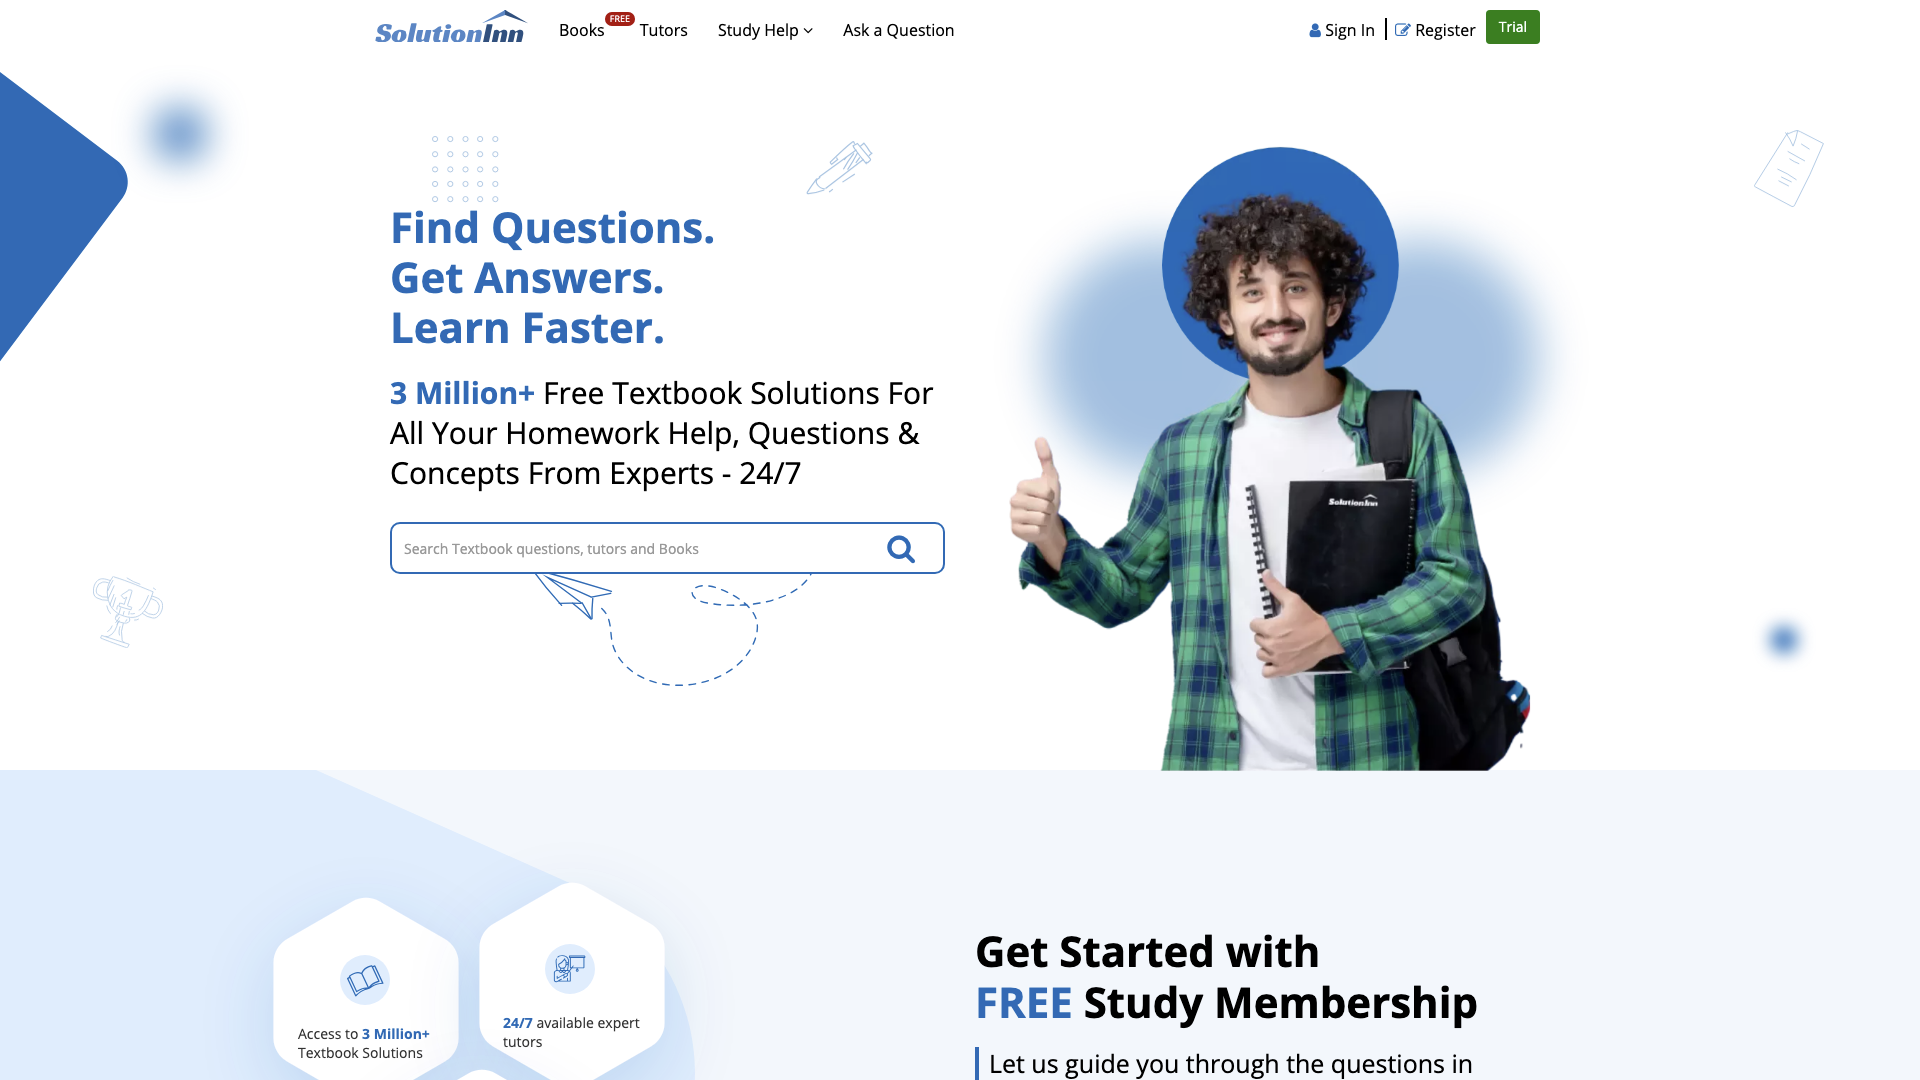 SolutionInn
Books FREE
Tutors
Study Help
Ask a Question
Sign In
Register
Trial
Find Questions.
Get Answers.
Learn Faster.
3 Million+ Free Textbook Solutions For
All Your Homework Help, Questions &
Concepts From Experts - 24/7
Search Textbook questions, tutors and Books
SolutionInn
1
Access to 3 Million+
Textbook Solutions
24/7 available expert
tutors
Get Started with
FREE Study Membership
Let us guide you through the questions in